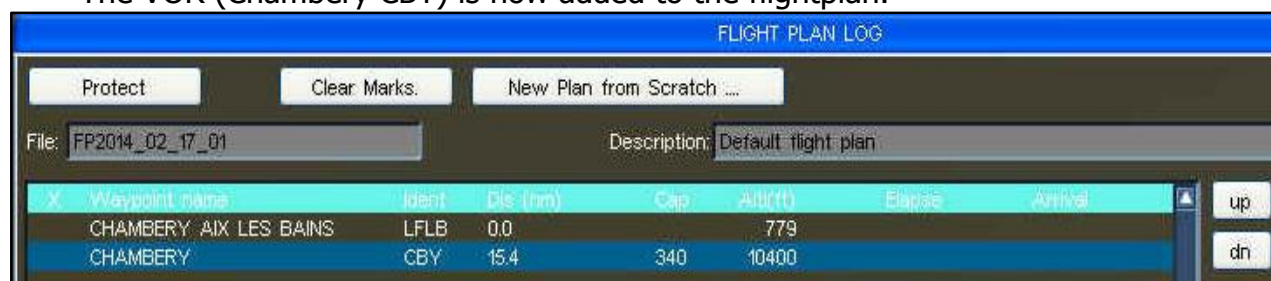 The VOR (Chambery CBY) is now added to the flightplan.
FLIGHT PLAN LOG
Protect Clear Marks. New Plan from Scratch ...
File: FP2014_02_17_01 Description: Default flight plan
X Waypoint name Ident Dis (nm) Cap Alti(ft) Elapse Arrival up
CHAMBERY AIX LES BAINS LFLB 0.0 779
CHAMBERY CBY 15.4 340 10400 dn